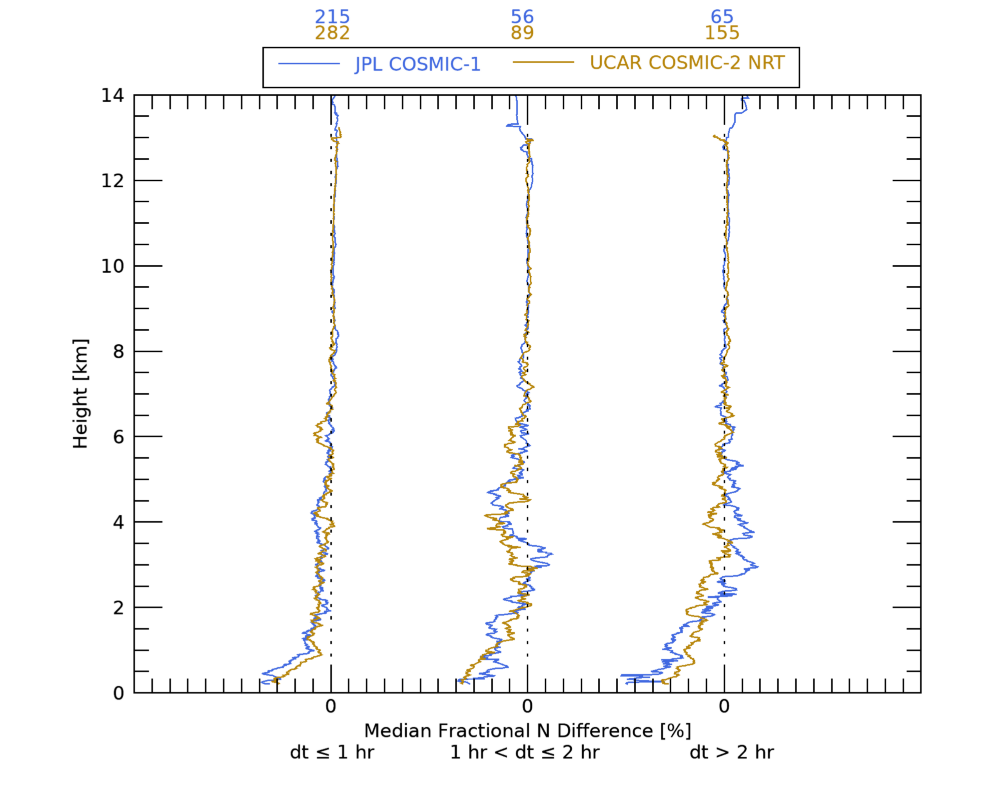 215 56 65
282 89 155
JPL COSMIC-1 UCAR COSMIC-2 NRT
14
12
10
8
6
4
2
0
Height [km]
0 0 0
Median Fractional N Difference [%]
dt ≤ 1 hr 1 hr < dt ≤ 2 hr dt > 2 hr